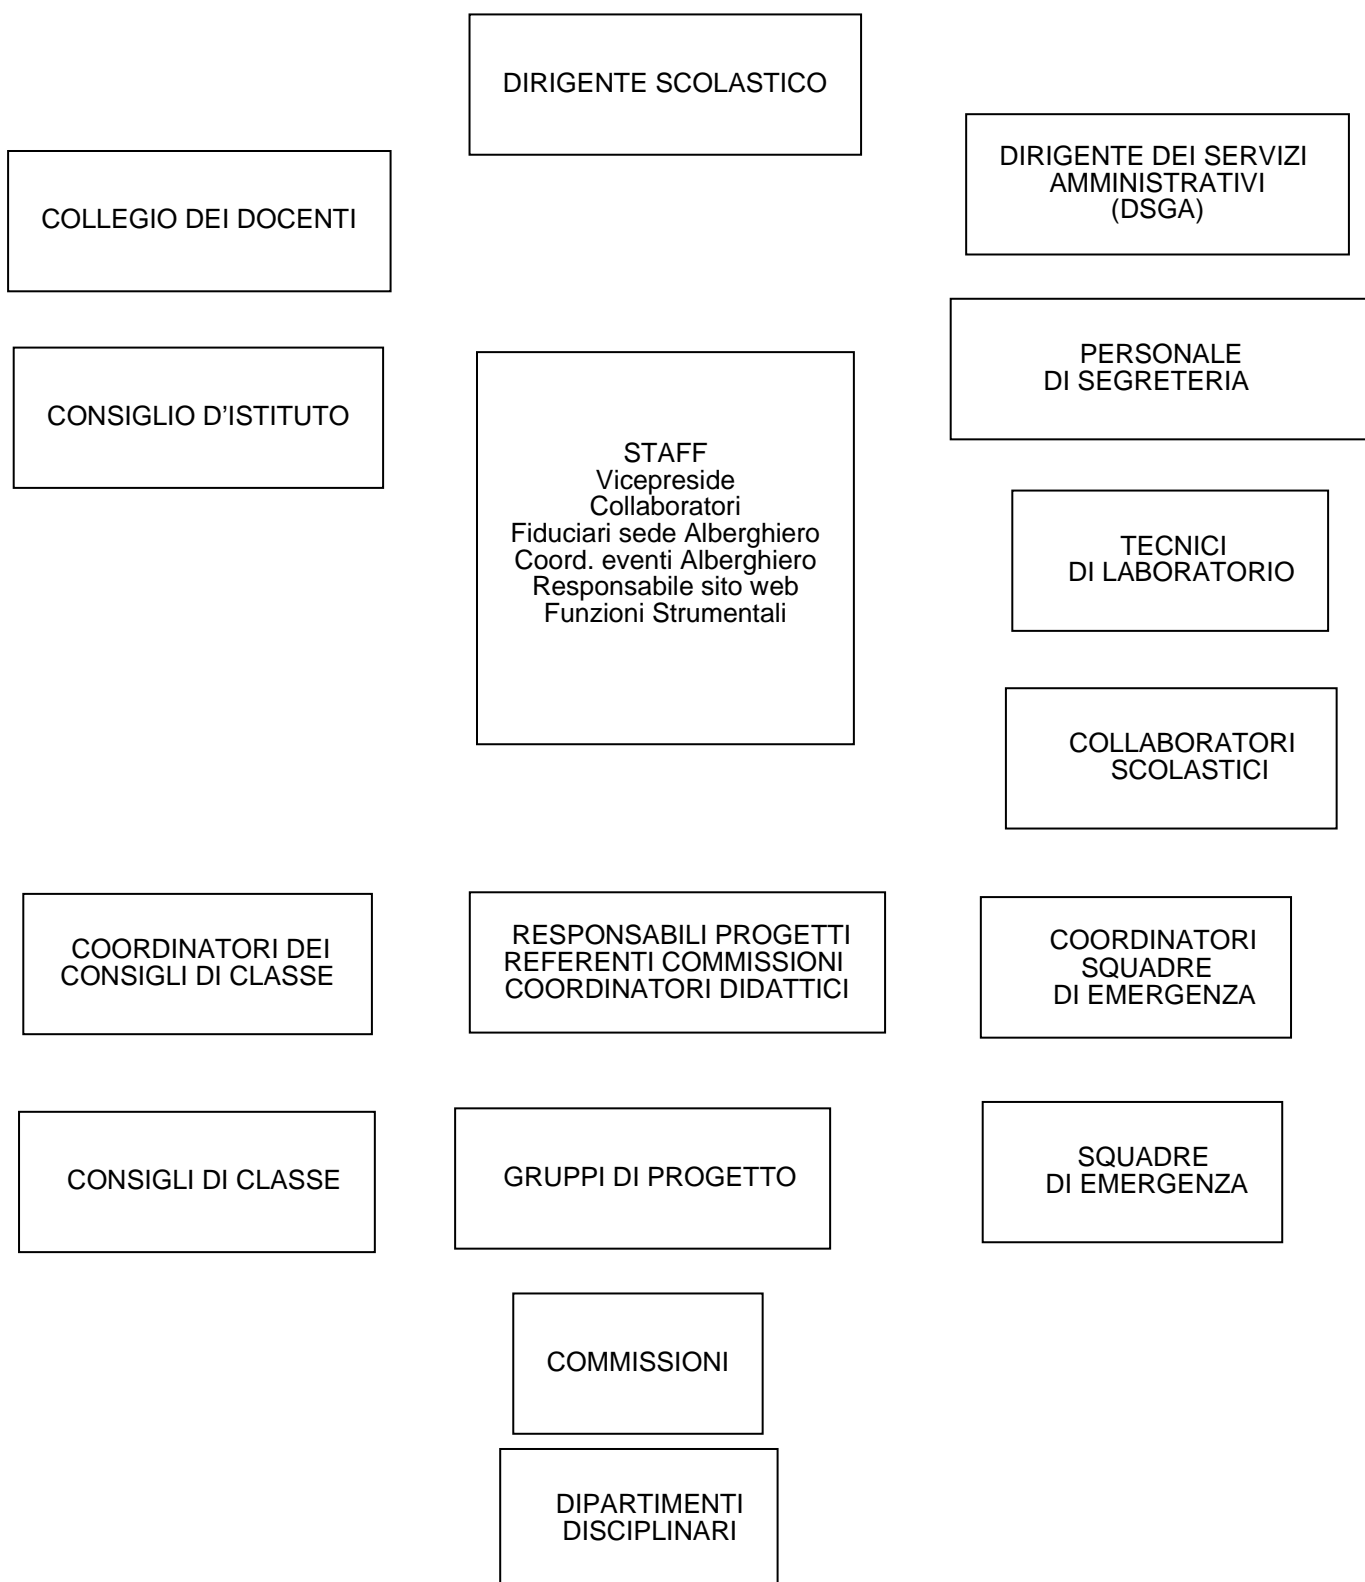 DIRIGENTE SCOLASTICO
DIRIGENTE DEI SERVIZI
AMMINISTRATIVI
(DSGA)
COLLEGIO DEI DOCENTI
PERSONALE
DI SEGRETERIA
CONSIGLIO D'ISTITUTO
STAFF
Vicepreside
Collaboratori
Fiduciari sede Alberghiero
Coord. eventi Alberghiero
Responsabile sito web
Funzioni Strumentali
TECNICI
DI LABORATORIO
COLLABORATORI
SCOLASTICI
COORDINATORI DEI
CONSIGLI DI CLASSE
RESPONSABILI PROGETTI
REFERENTI COMMISSIONI
COORDINATORI DIDATTICI
COORDINATORI
SQUADRE
DI EMERGENZA
CONSIGLI DI CLASSE
GRUPPI DI PROGETTO
SQUADRE
DI EMERGENZA
COMMISSIONI
DIPARTIMENTI
DISCIPLINARI